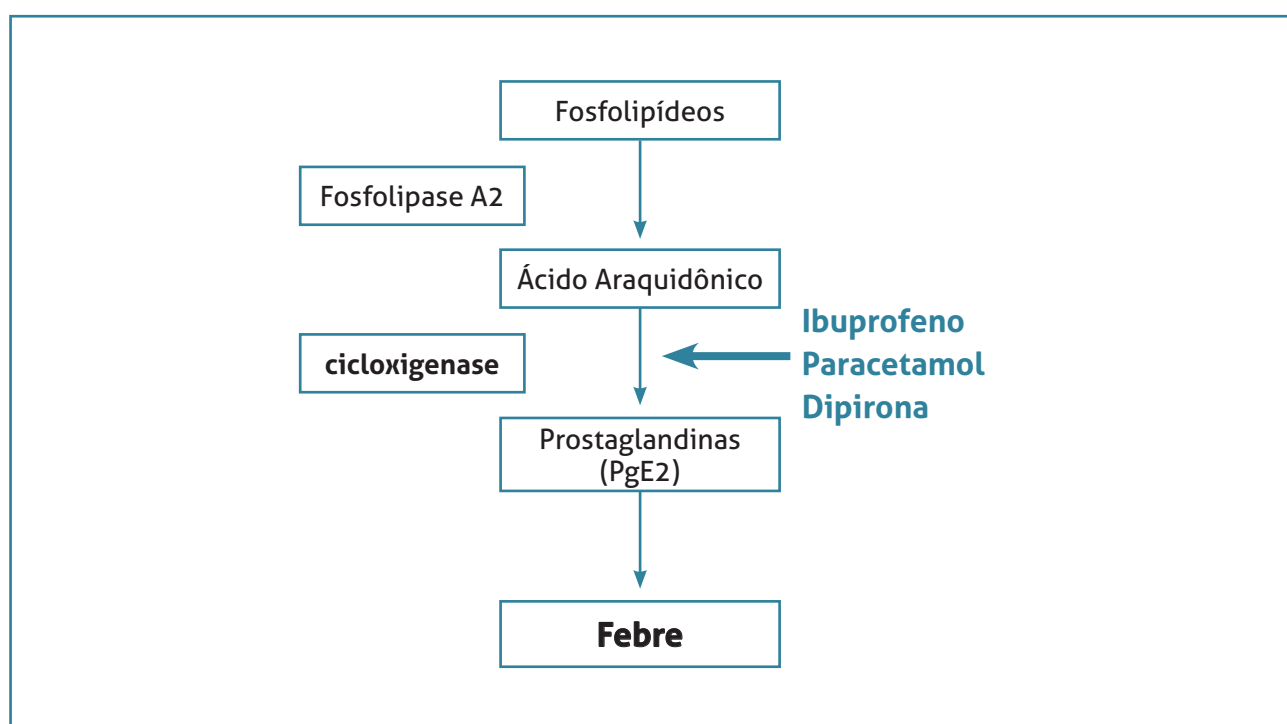 Fosfolipídeos
Fosfolipase A2
Ácido Araquidônico
cicloxigenase
Ibuprofeno
Paracetamol
Dipirona
Prostaglandinas
(PgE2)
Febre